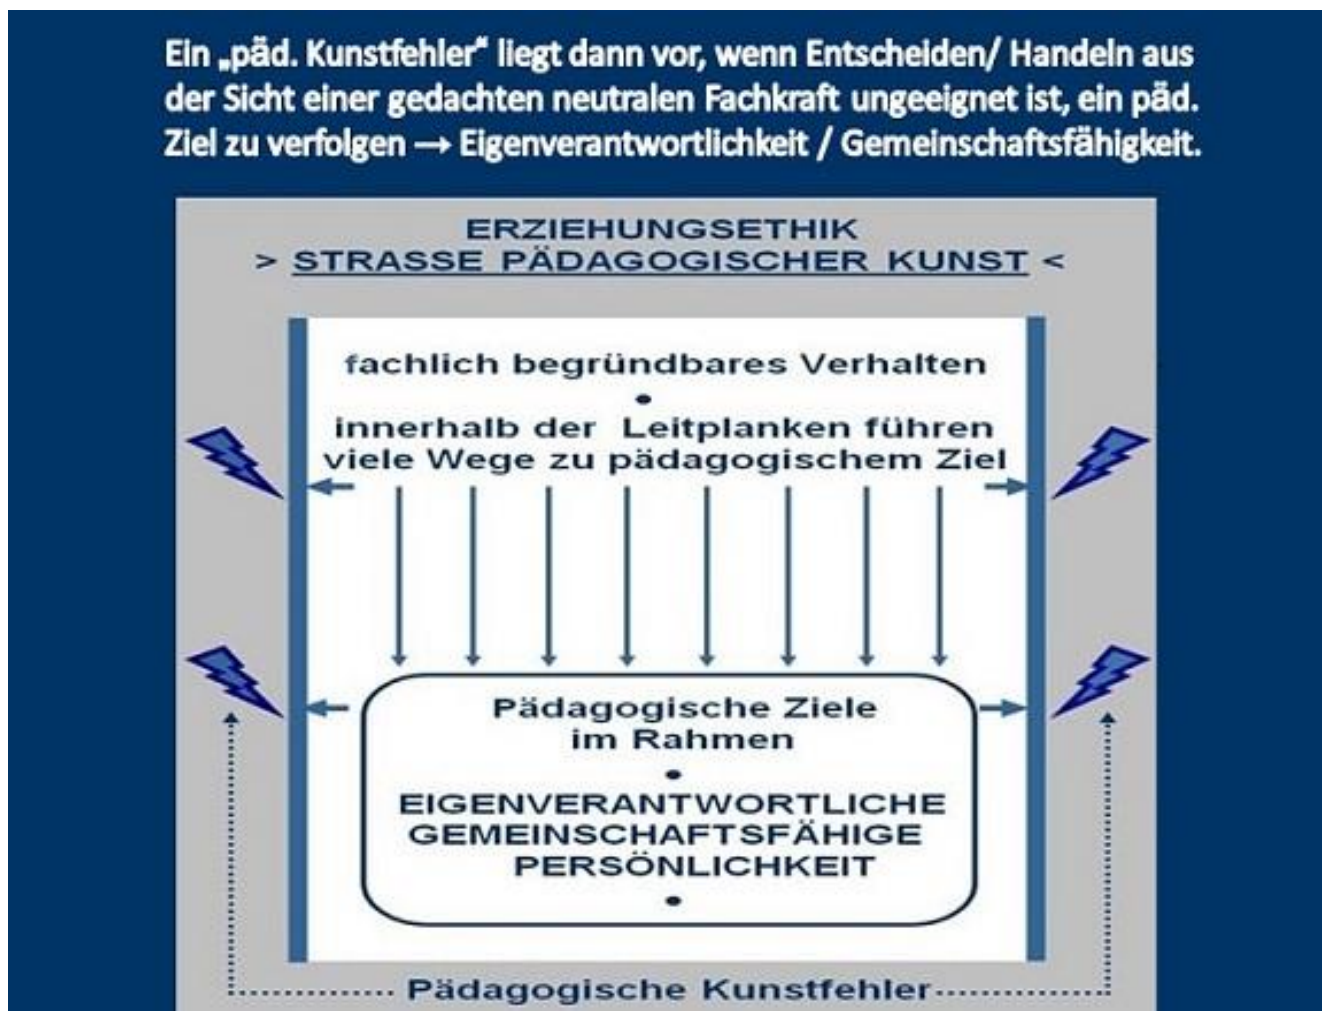 Ein „päd. Kunstfehler“ liegt dann vor, wenn Entscheiden/ Handeln aus
der Sicht einer gedachten neutralen Fachkraft ungeeignet ist, ein päd.
Ziel zu verfolgen → Eigenverantwortlichkeit / Gemeinschaftsfähigkeit.
ERZIEHUNGSETHIK
> STRASSE PÄDAGOGISCHER KUNST <
fachlich begründbares Verhalten
•
innerhalb der Leitplanken führen
viele Wege zu pädagogischem Ziel
Pädagogische Ziele
im Rahmen
•
EIGENVERANTWORTLICHE
GEMEINSCHAFTSFÄHIGE
PERSÖNLICHKEIT
•
Pädagogische Kunstfehler